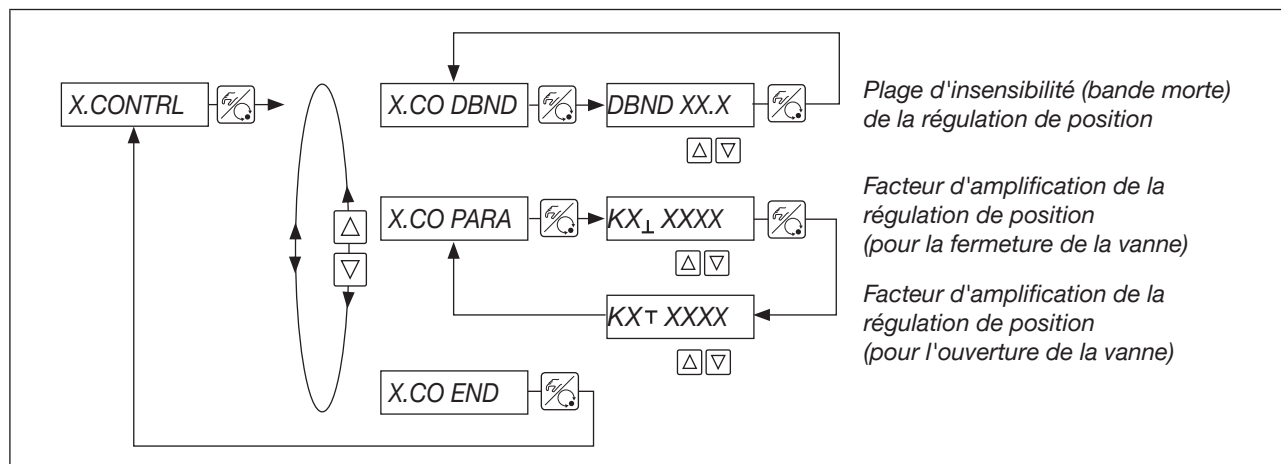 X.CONTRL
X.CO DBND
DBND XX.X
Plage d'insensibilité (bande morte)
de la régulation de position
X.CO PARA
KX⊥ XXXX
Facteur d'amplification de la
régulation de position
(pour la fermeture de la vanne)
KX⊤ XXXX
Facteur d'amplification de la
régulation de position
(pour l'ouverture de la vanne)
X.CO END